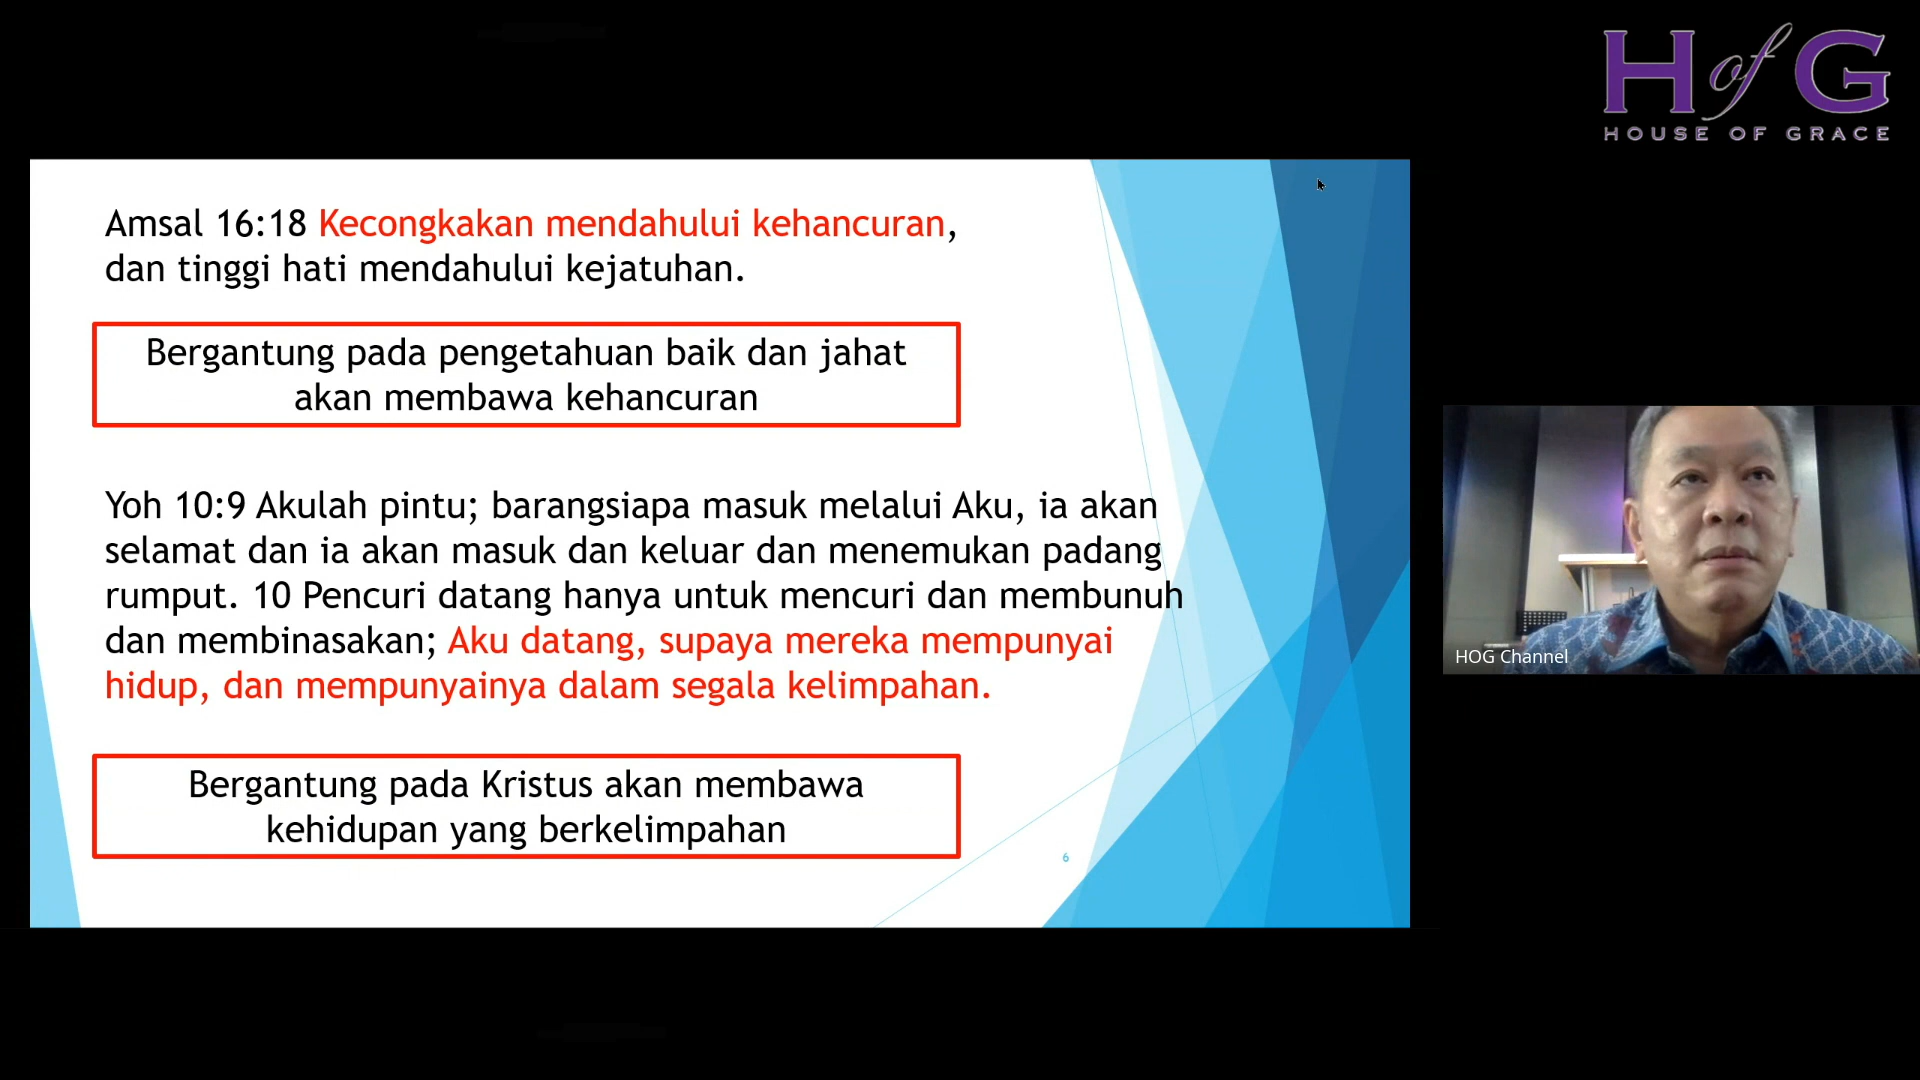 H of G
HOUSE OF GRACE
Amsal 16:18 Kecongkakan mendahului kehancuran,
dan tinggi hati mendahului kejatuhan.
Bergantung pada pengetahuan baik dan jahat
akan membawa kehancuran
Yoh 10:9 Akulah pintu; barangsiapa masuk melalui Aku, ia akan
selamat dan ia akan masuk dan keluar dan menemukan padang
rumput. 10 Pencuri datang hanya untuk mencuri dan membunuh
dan membinasakan; Aku datang, supaya mereka mempunyai
hidup, dan mempunyainya dalam segala kelimpahan.
Bergantung pada Kristus akan membawa
kehidupan yang berkelimpahan
6
HOG Channel